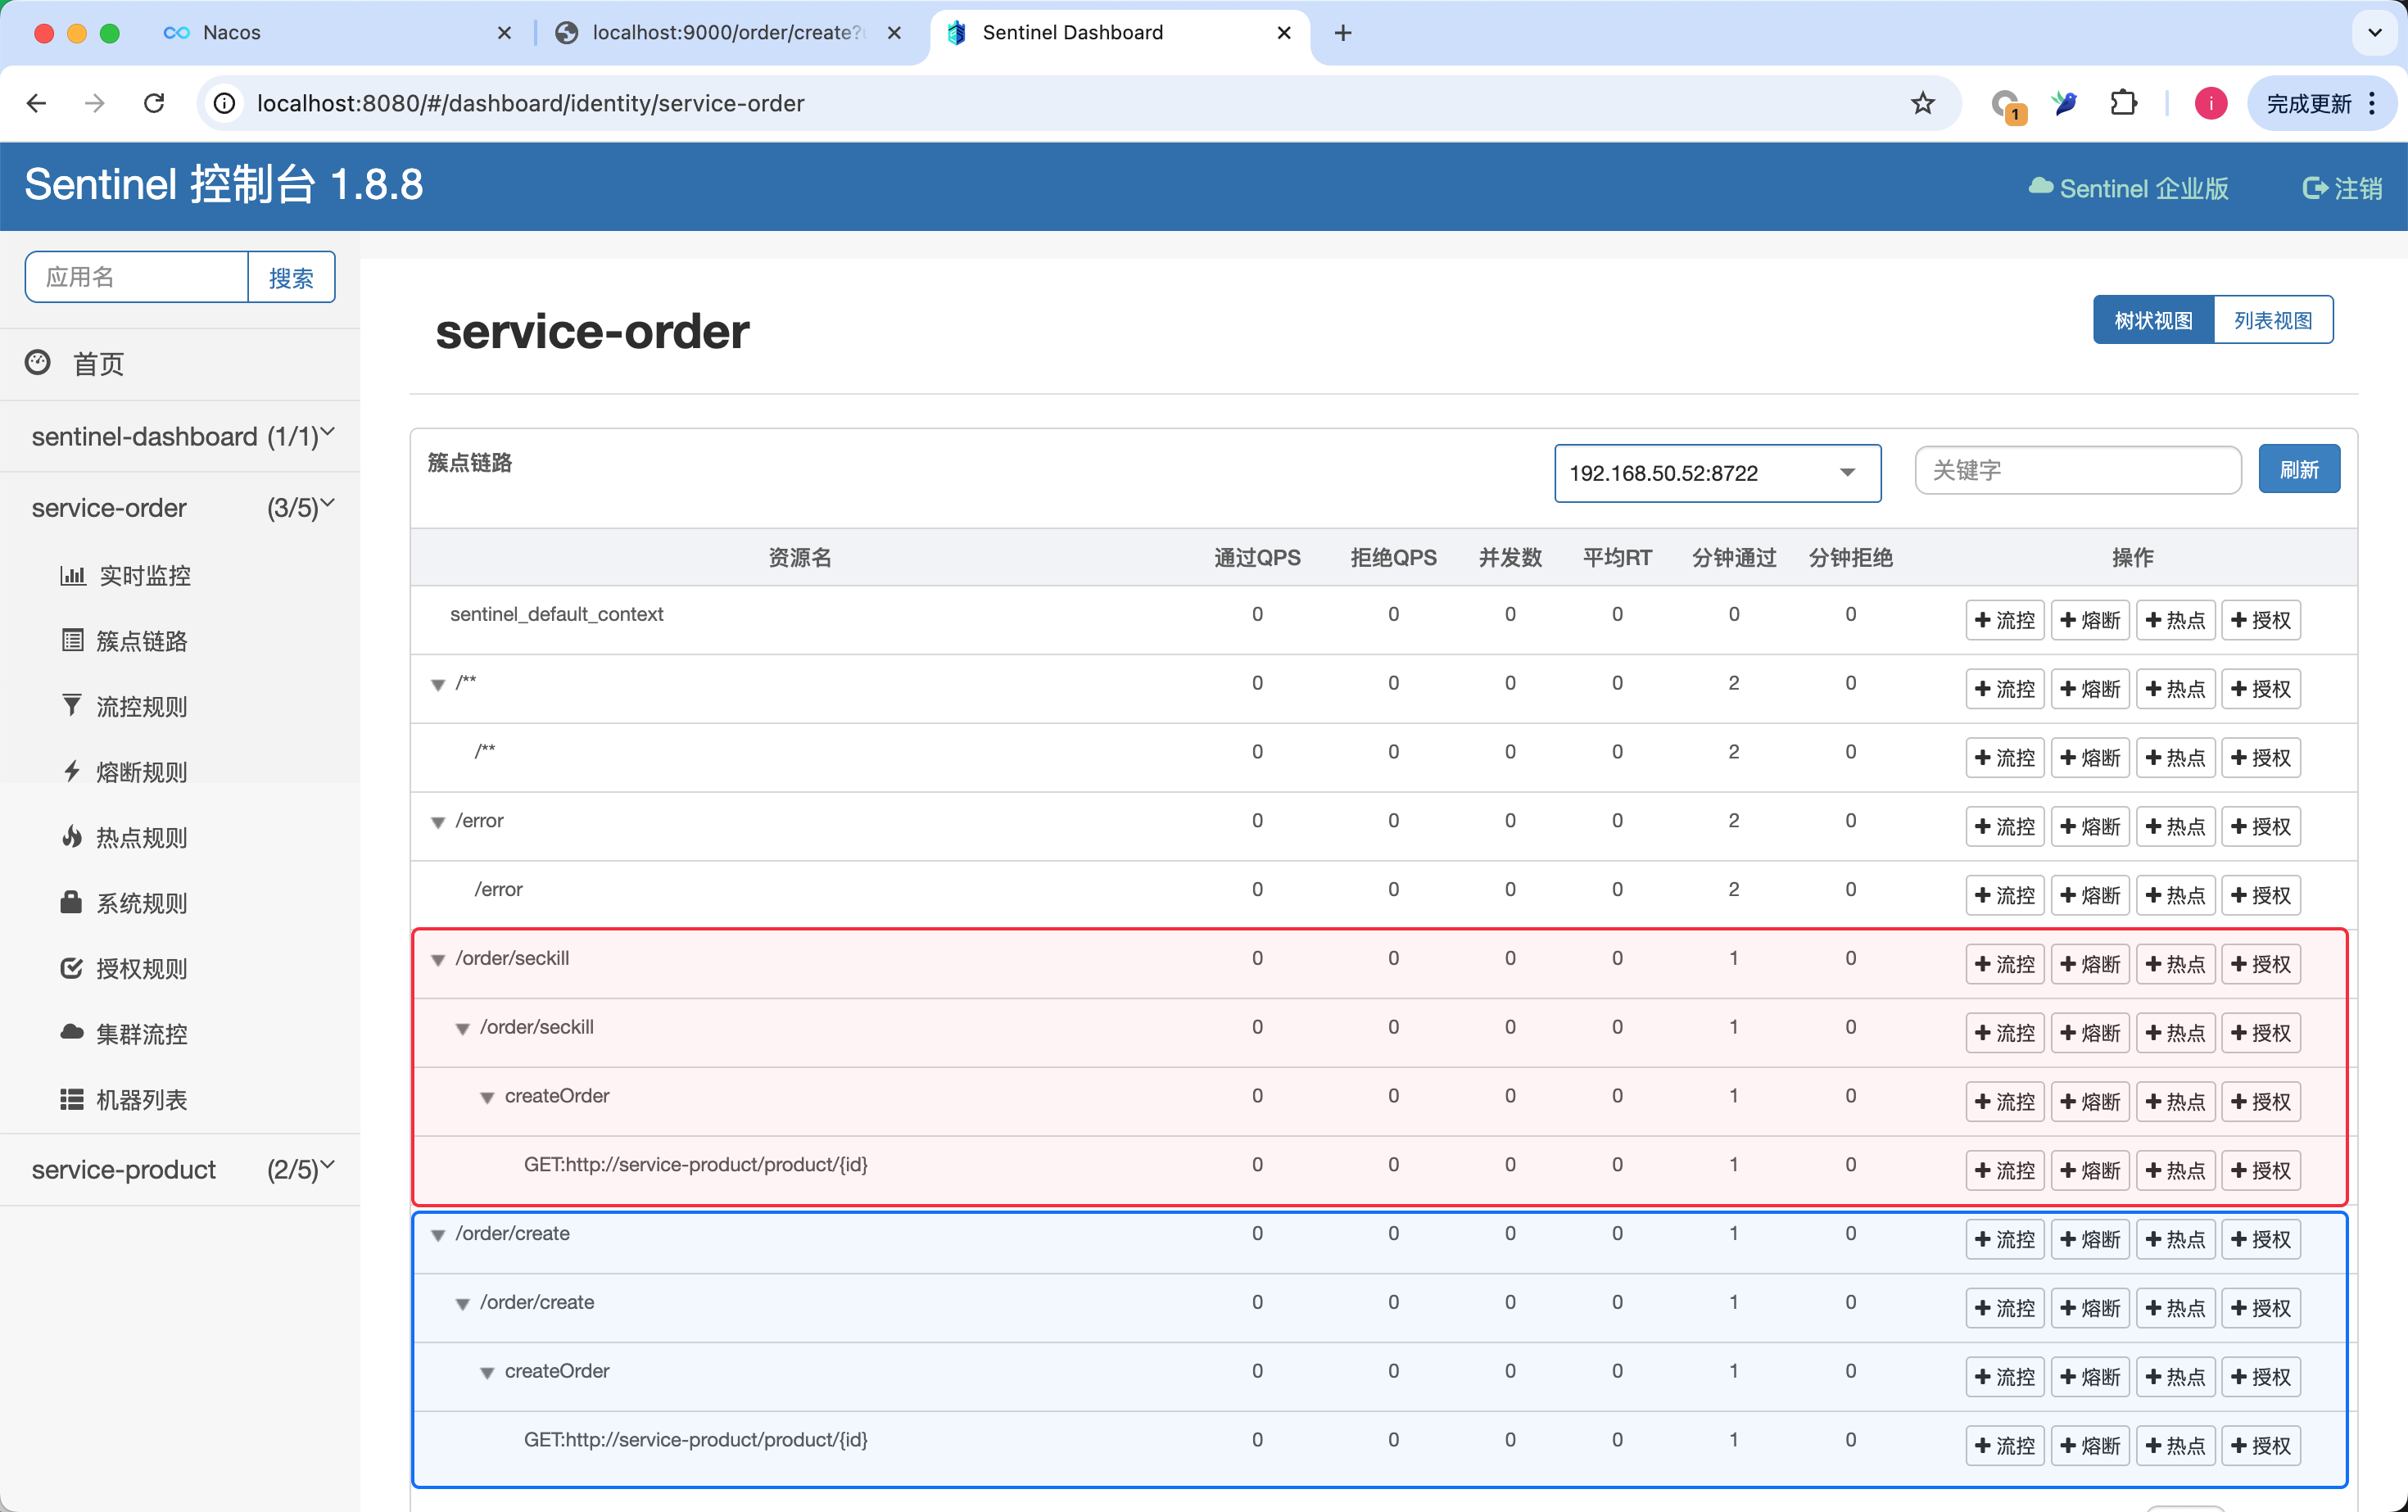 Nacos
localhost:9000/order/create?
Sentinel Dashboard
localhost:8080/#/dashboard/identity/service-order
1
i
完成更新
Sentinel 控制台 1.8.8
Sentinel 企业版
注销
应用名
搜索
首页
sentinel-dashboard (1/1)
service-order (3/5)
实时监控
簇点链路
流控规则
熔断规则
热点规则
系统规则
授权规则
集群流控
机器列表
service-product (2/5)
service-order
树状视图 列表视图
簇点链路
192.168.50.52:8722
关键字
刷新
资源名 通过QPS 拒绝QPS 并发数 平均RT 分钟通过 分钟拒绝 操作
sentinel_default_context 0 0 0 0 0 0 流控 熔断 热点 授权
/** 0 0 0 0 2 0 流控 熔断 热点 授权
/** 0 0 0 0 2 0 流控 熔断 热点 授权
/error 0 0 0 0 2 0 流控 熔断 热点 授权
/error 0 0 0 0 2 0 流控 熔断 热点 授权
/order/seckill 0 0 0 0 1 0 流控 熔断 热点 授权
/order/seckill 0 0 0 0 1 0 流控 熔断 热点 授权
createOrder 0 0 0 0 1 0 流控 熔断 热点 授权
GET:http://service-product/product/{id} 0 0 0 0 1 0 流控 熔断 热点 授权
/order/create 0 0 0 0 1 0 流控 熔断 热点 授权
/order/create 0 0 0 0 1 0 流控 熔断 热点 授权
createOrder 0 0 0 0 1 0 流控 熔断 热点 授权
GET:http://service-product/product/{id} 0 0 0 0 1 0 流控 熔断 热点 授权